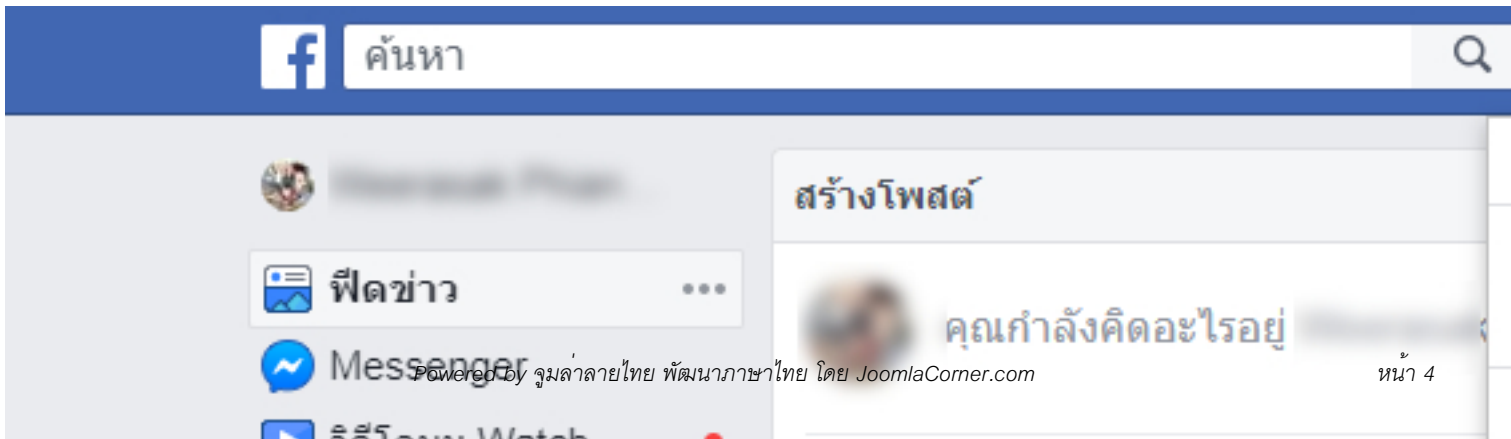 f ค้นหา
สร้างโพสต์
ฟีดข่าว
คุณกำลังคิดอะไรอยู่
Messenger
Powered by จูมล่าลายไทย พัฒนาภาษาไทย โดย JoomlaCorner.com หน้า 4
Watch